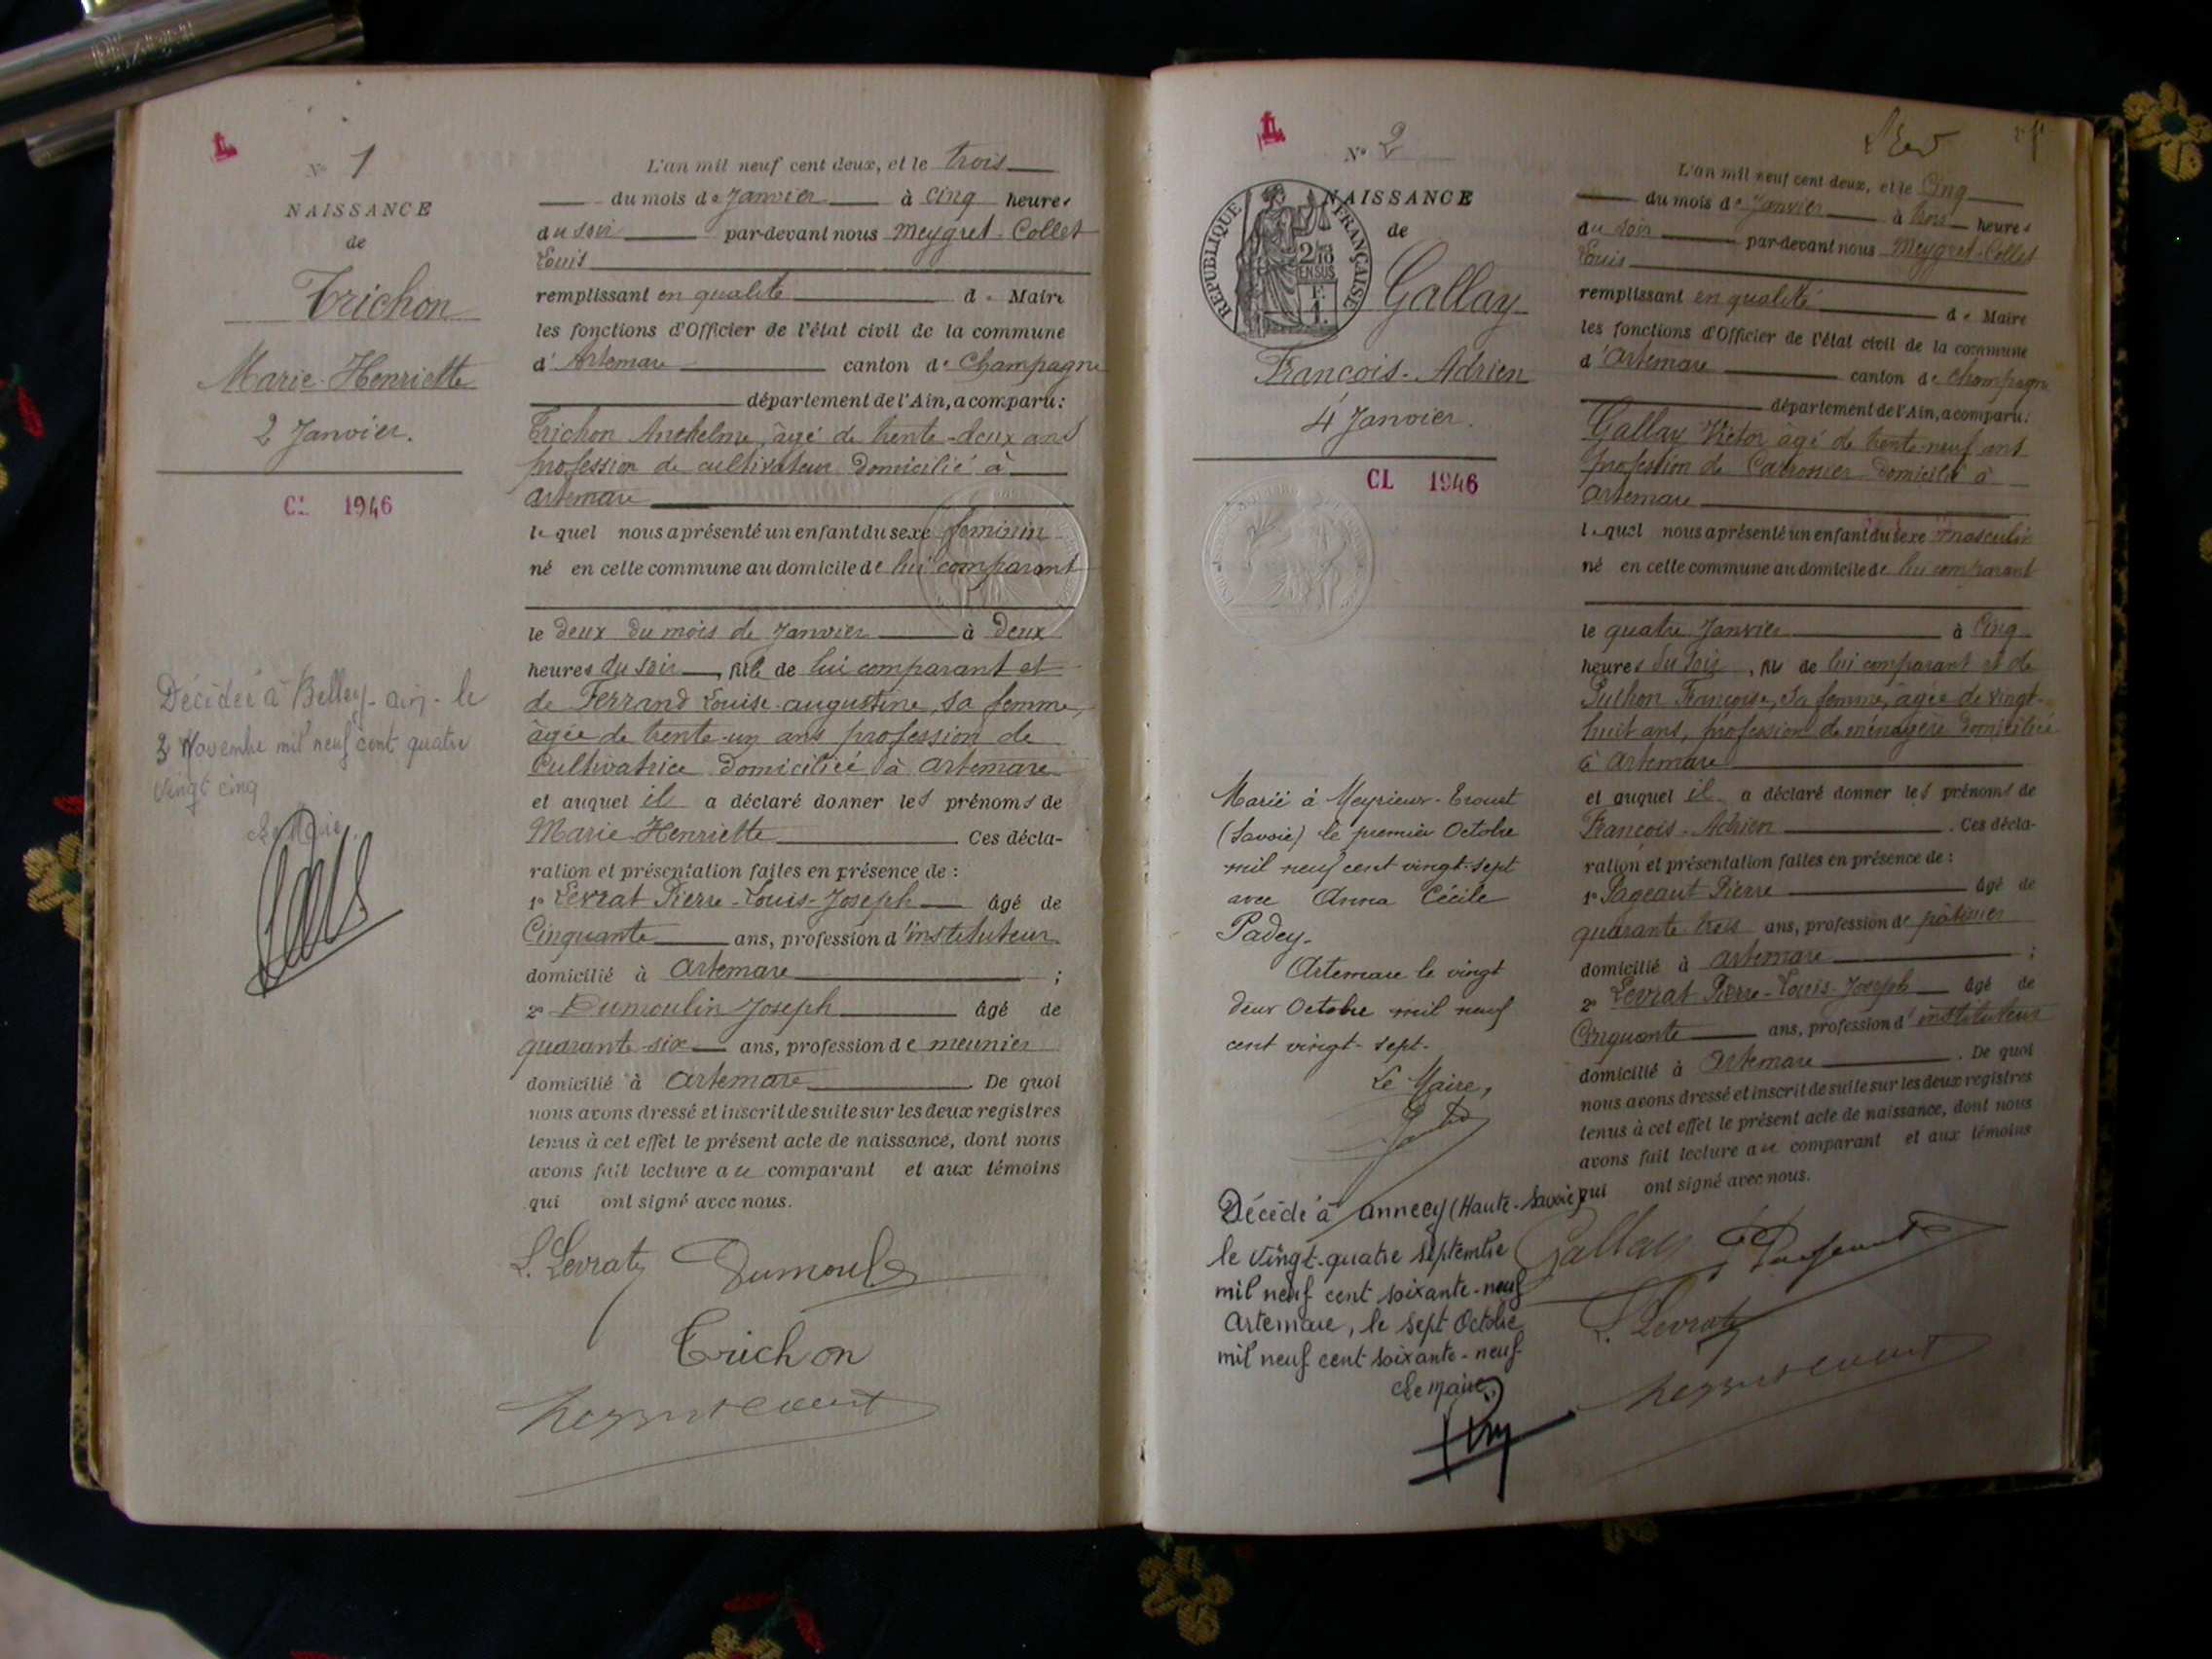 N° 1
NAISSANCE
de
Trichon
Marie-Henriette
2 Janvier.
CL 1946
Décédée à Belley - ain - le
2 Novembre mil neuf cent quatre
vingt cinq
Le Maire,
L'an mil neuf cent deux, et le trois
du mois de Janvier à cinq heures
du soir par-devant nous Meygret-Collet
Louis
remplissant en qualité de Maire
les fonctions d'Officier de l'état civil de la commune
d'Artemare canton de Champagne
département de l'Ain, a comparu:
Trichon Anthelme, âgé de trente-deux ans
profession de cultivateur domicilié à
artemare
lequel nous a présenté un enfant du sexe feminin
né en cette commune au domicile de lui comparant
le deux du mois de Janvier à deux
heures du soir, fille de lui comparant et
de Ferrand Louise-augustine, sa femme,
âgée de trente-un ans profession de
Cultivatrice domiciliée à artemare
et auquel il a déclaré donner les prénoms de
Marie-Henriette. Ces décla-
ration et présentation faites en présence de :
1° Levrat Pierre-Louis-Joseph âgé de
Cinquante ans, profession d'instituteur
domicilié à artemare ;
2° Dumoulin Joseph âgé de
quarante-six ans, profession de meunier
domicilié à artemare. De quoi
nous avons dressé et inscrit de suite sur les deux registres
tenus à cet effet le présent acte de naissance, dont nous
avons fait lecture au comparant et aux témoins
qui ont signé avec nous.
L. Levrat Dumoulin
Trichon
N° 2
NAISSANCE
de
REPUBLIQUE FRANÇAISE
2/10 EN SUS
Gallay
François-Adrien
4 Janvier.
CL 1946
Marié à Meyrieux-Trouet
(Savoie) le premier Octobre
mil neuf cent vingt-sept
avec Anna Cécile
Padey.
Artemare le vingt
deux Octobre mil neuf
cent vingt-sept.
Le Maire,
Décédé à annecy (Haute-Savoie)
le vingt-quatre septembre
mil neuf cent soixante-neuf
Artemare, le sept Octobre
mil neuf cent soixante-neuf
Le maire,
L'an mil neuf cent deux, et le cinq
du mois de Janvier à trois heures
du soir par-devant nous Meygret-Collet
Louis
remplissant en qualité de Maire
les fonctions d'Officier de l'état civil de la commune
d'artemare canton de champagne
département de l'Ain, a comparu:
Gallay Victor âgé de trente-neuf ans
profession de Carrossier domicilié à
artemare
lequel nous a présenté un enfant du sexe masculin
né en cette commune au domicile de lui comparant
le quatre Janvier à cinq
heures du soir, fils de lui comparant et de
Françoise, sa femme, agée de vingt-
huit ans, profession de ménagère domiciliée
à artemare
et auquel il a déclaré donner les prénoms de
François-Adrien. Ces décla-
ration et présentation faites en présence de :
1° Pageaut Pierre âgé de
quarante trois ans, profession de pâtissier
domicilié à artemare ;
2° Levrat Pierre-Louis-Joseph âgé de
Cinquante ans, profession d'instituteur
domicilié à artemare. De quoi
nous avons dressé et inscrit de suite sur les deux registres
tenus à cet effet le présent acte de naissance, dont nous
avons fait lecture au comparant et aux témoins
qui ont signé avec nous.
Gallay
L. Levrat